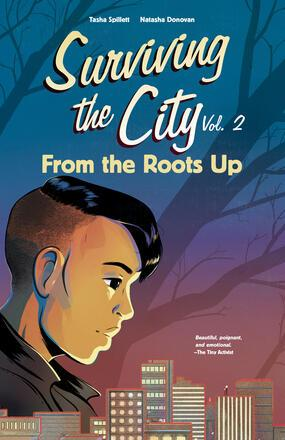 Tasha Spillett Natasha Donovan
Surviving
the City Vol. 2
From the Roots Up
Beautiful, poignant,
and emotional.
—The Tiny Activist